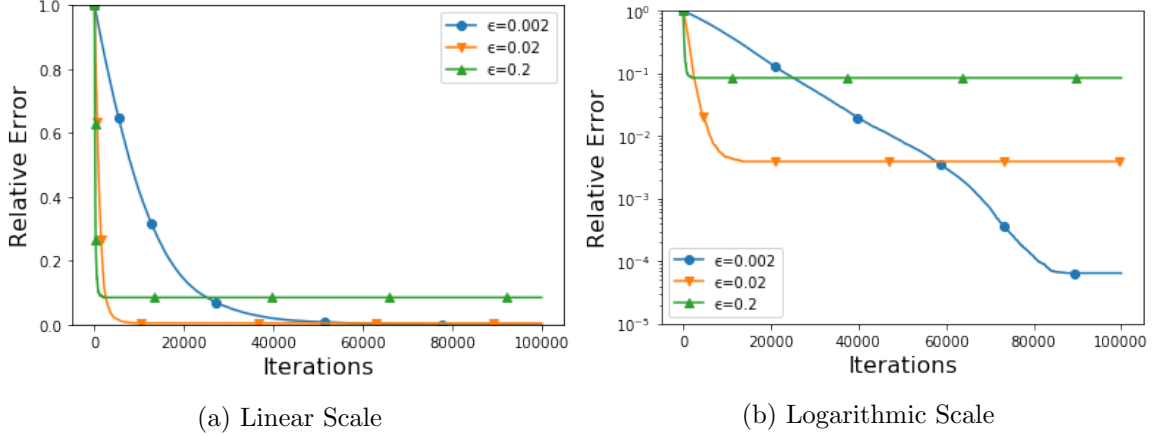 1.0
0.8
0.6
0.4
0.2
0.0
Relative Error
ϵ=0.002
ϵ=0.02
ϵ=0.2
0 20000 40000 60000 80000 100000
Iterations
(a) Linear Scale
10⁰
10⁻¹
10⁻²
10⁻³
10⁻⁴
10⁻⁵
Relative Error
ϵ=0.002
ϵ=0.02
ϵ=0.2
0 20000 40000 60000 80000 100000
Iterations
(b) Logarithmic Scale